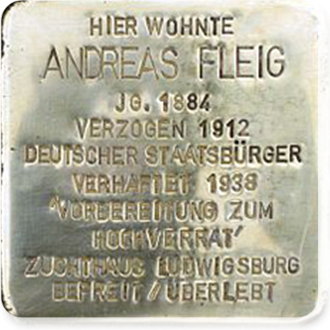 HIER WOHNTE
ANDREAS FLEIG
JG. 1884
VERZOGEN 1912
DEUTSCHER STAATSBÜRGER
VERHAFTET 1938
'VORBEREITUNG ZUM
HOCHVERRAT'
ZUCHTHAUS LUDWIGSBURG
BEFREIT / ÜBERLEBT